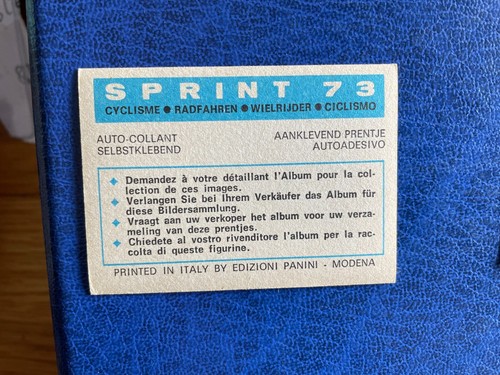 SPRINT 73
CYCLISME ● RADFAHREN ● WIELRIJDER ● CICLISMO
AUTO-COLLANT AANKLEVEND PRENTJE
SELBSTKLEBEND AUTOADESIVO
✦ Demandez à votre détaillant l'Album pour la col-
lection de ces images.
✦ Verlangen Sie bei Ihrem Verkäufer das Album für
diese Bildersammlung.
✦ Vraagt aan uw verkoper het album voor uw verza-
meling van deze prentjes.
✦ Chiedete al vostro rivenditore l'album per la rac-
colta di queste figurine.
PRINTED IN ITALY BY EDIZIONI PANINI - MODENA